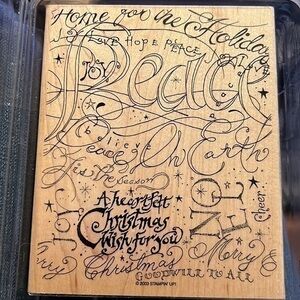 Home for the Holidays
LOVE HOPE PEACE
JOY
Peace
believe
Peace On Earth
'Tis the Season
A heartfelt
Christmas
Wish for you
JOY
NOEL
Cheer
Merry
Christmas
GOODWILL TO ALL
© 2003 STAMPIN' UP!